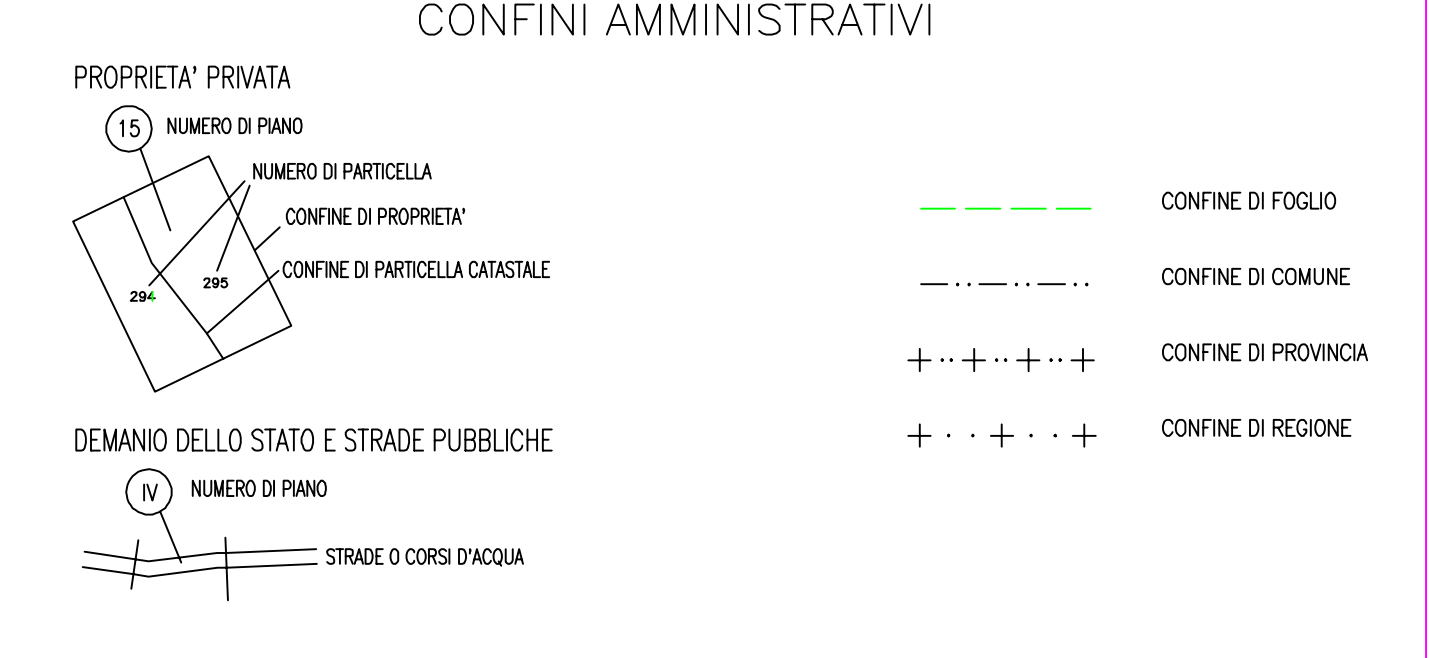 CONFINI AMMINISTRATIVI
PROPRIETA' PRIVATA
15 NUMERO DI PIANO
NUMERO DI PARTICELLA
CONFINE DI PROPRIETA'
CONFINE DI PARTICELLA CATASTALE
295
294
DEMANIO DELLO STATO E STRADE PUBBLICHE
IV NUMERO DI PIANO
STRADE O CORSI D'ACQUA
CONFINE DI FOGLIO
CONFINE DI COMUNE
CONFINE DI PROVINCIA
CONFINE DI REGIONE